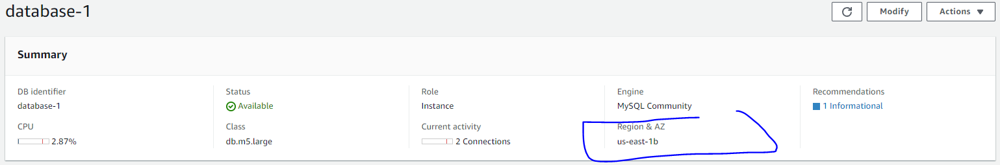 database-1
Modify
Actions
Summary
DB identifier
database-1
Status
Available
Role
Instance
Engine
MySQL Community
Recommendations
1 Informational
CPU
2.87%
Class
db.m5.large
Current activity
2 Connections
Region & AZ
us-east-1b